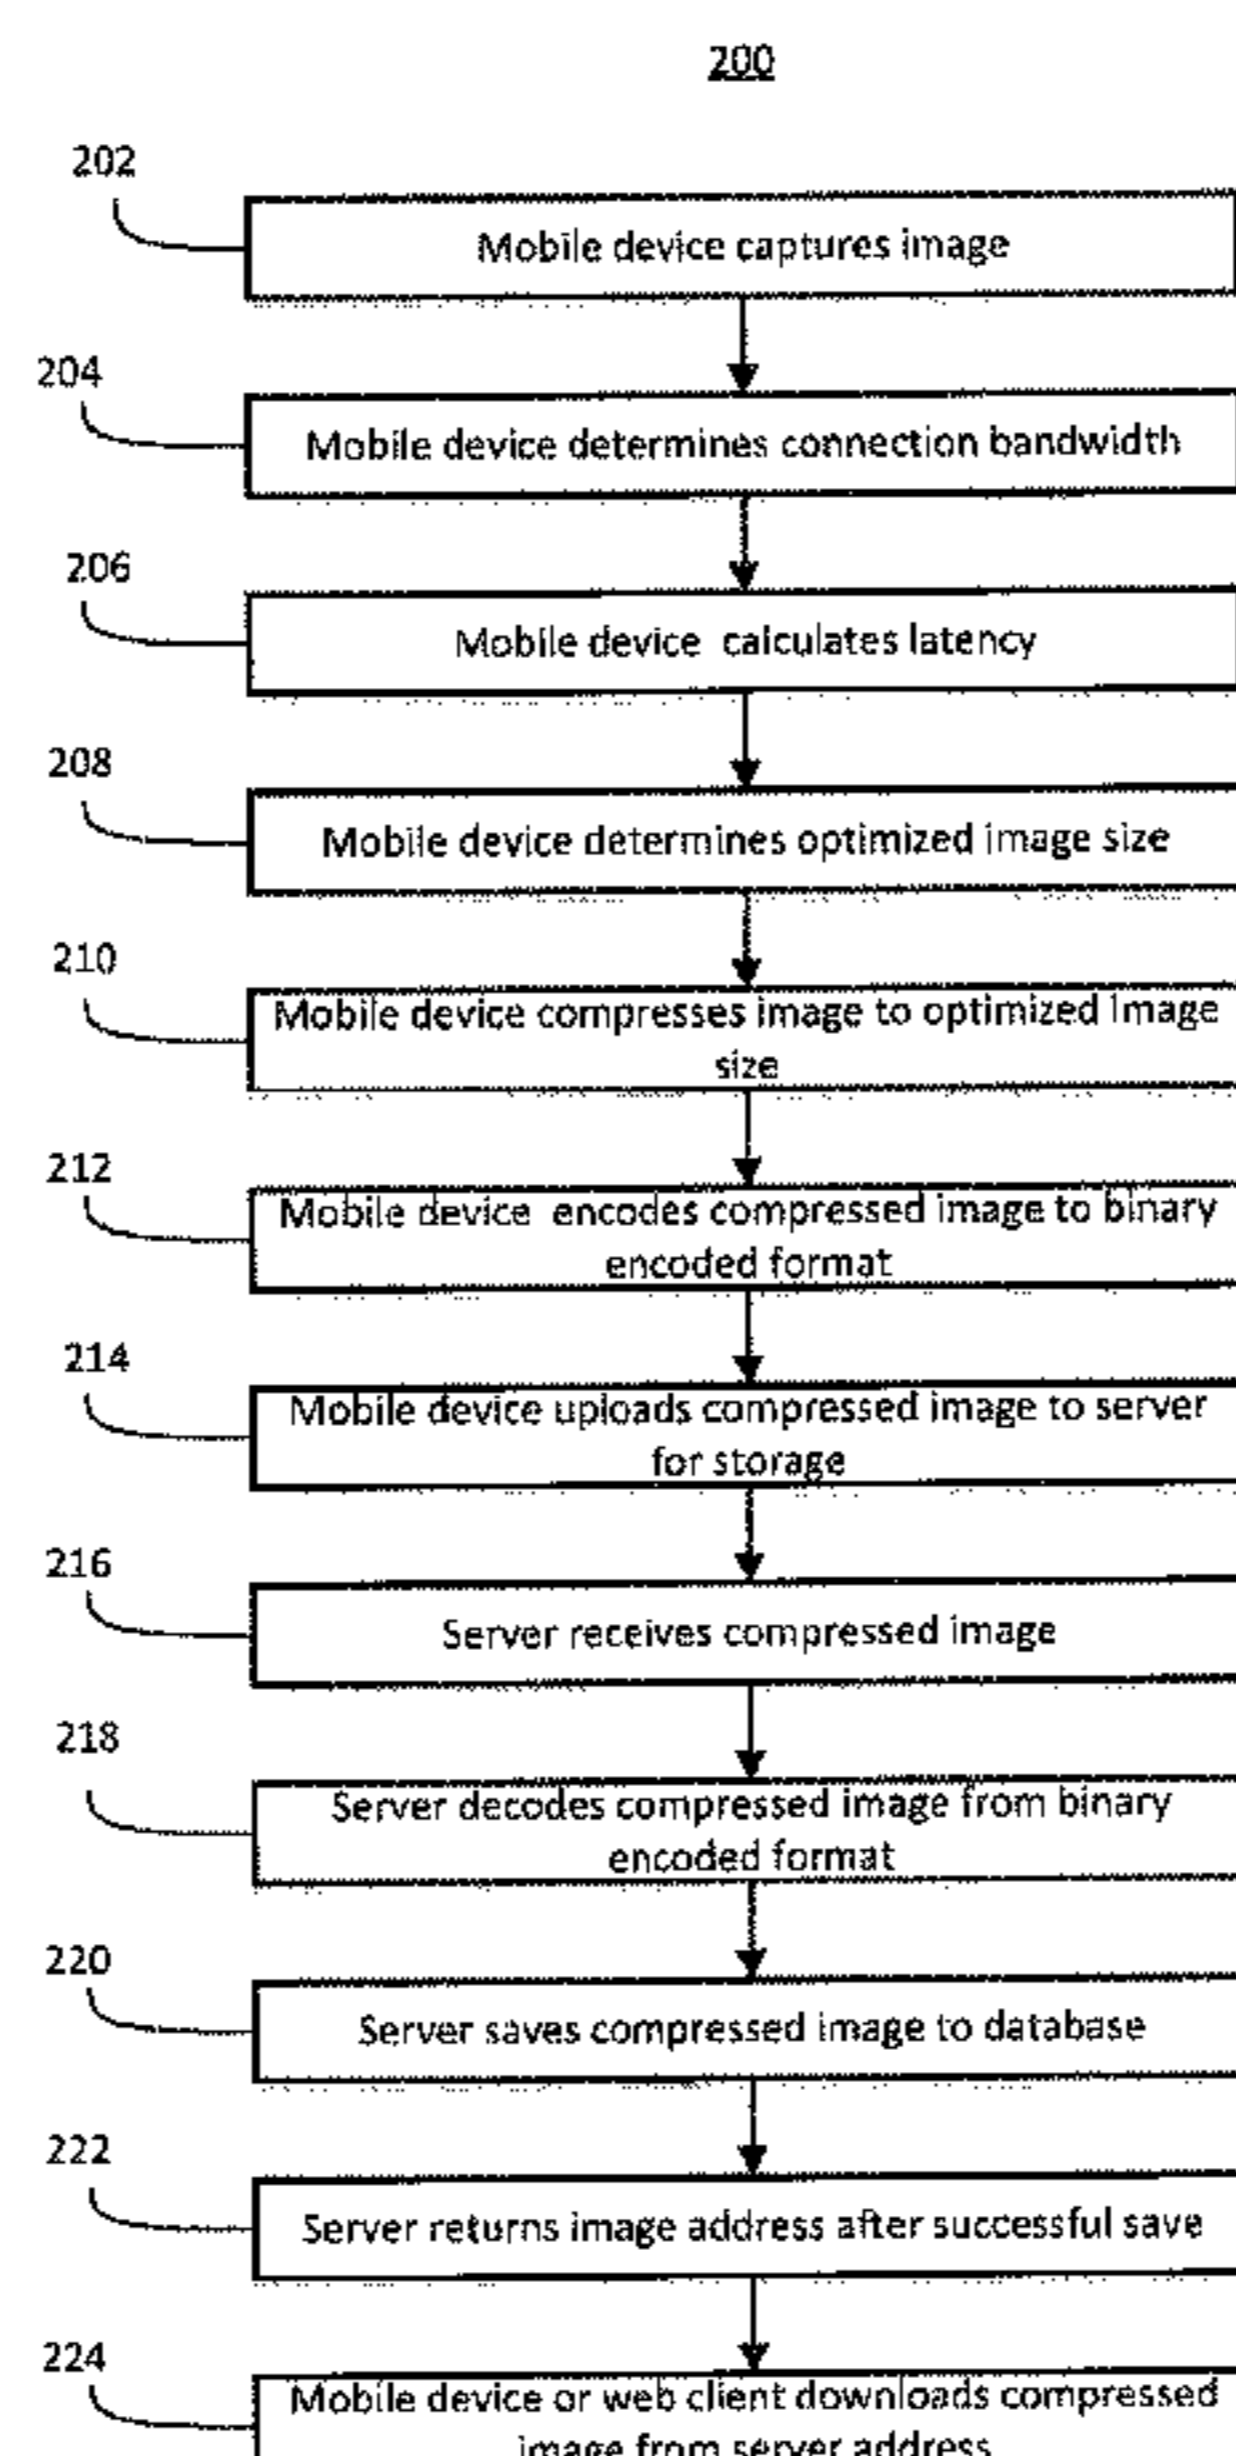 200
202
Mobile device captures image
204
Mobile device determines connection bandwidth
206
Mobile device calculates latency
208
Mobile device determines optimized image size
210
Mobile device compresses image to optimized image
size
212
Mobile device encodes compressed image to binary
encoded format
214
Mobile device uploads compressed image to server
for storage
216
Server receives compressed image
218
Server decodes compressed image from binary
encoded format
220
Server saves compressed image to database
222
Server returns image address after successful save
224
Mobile device or web client downloads compressed
image from server address